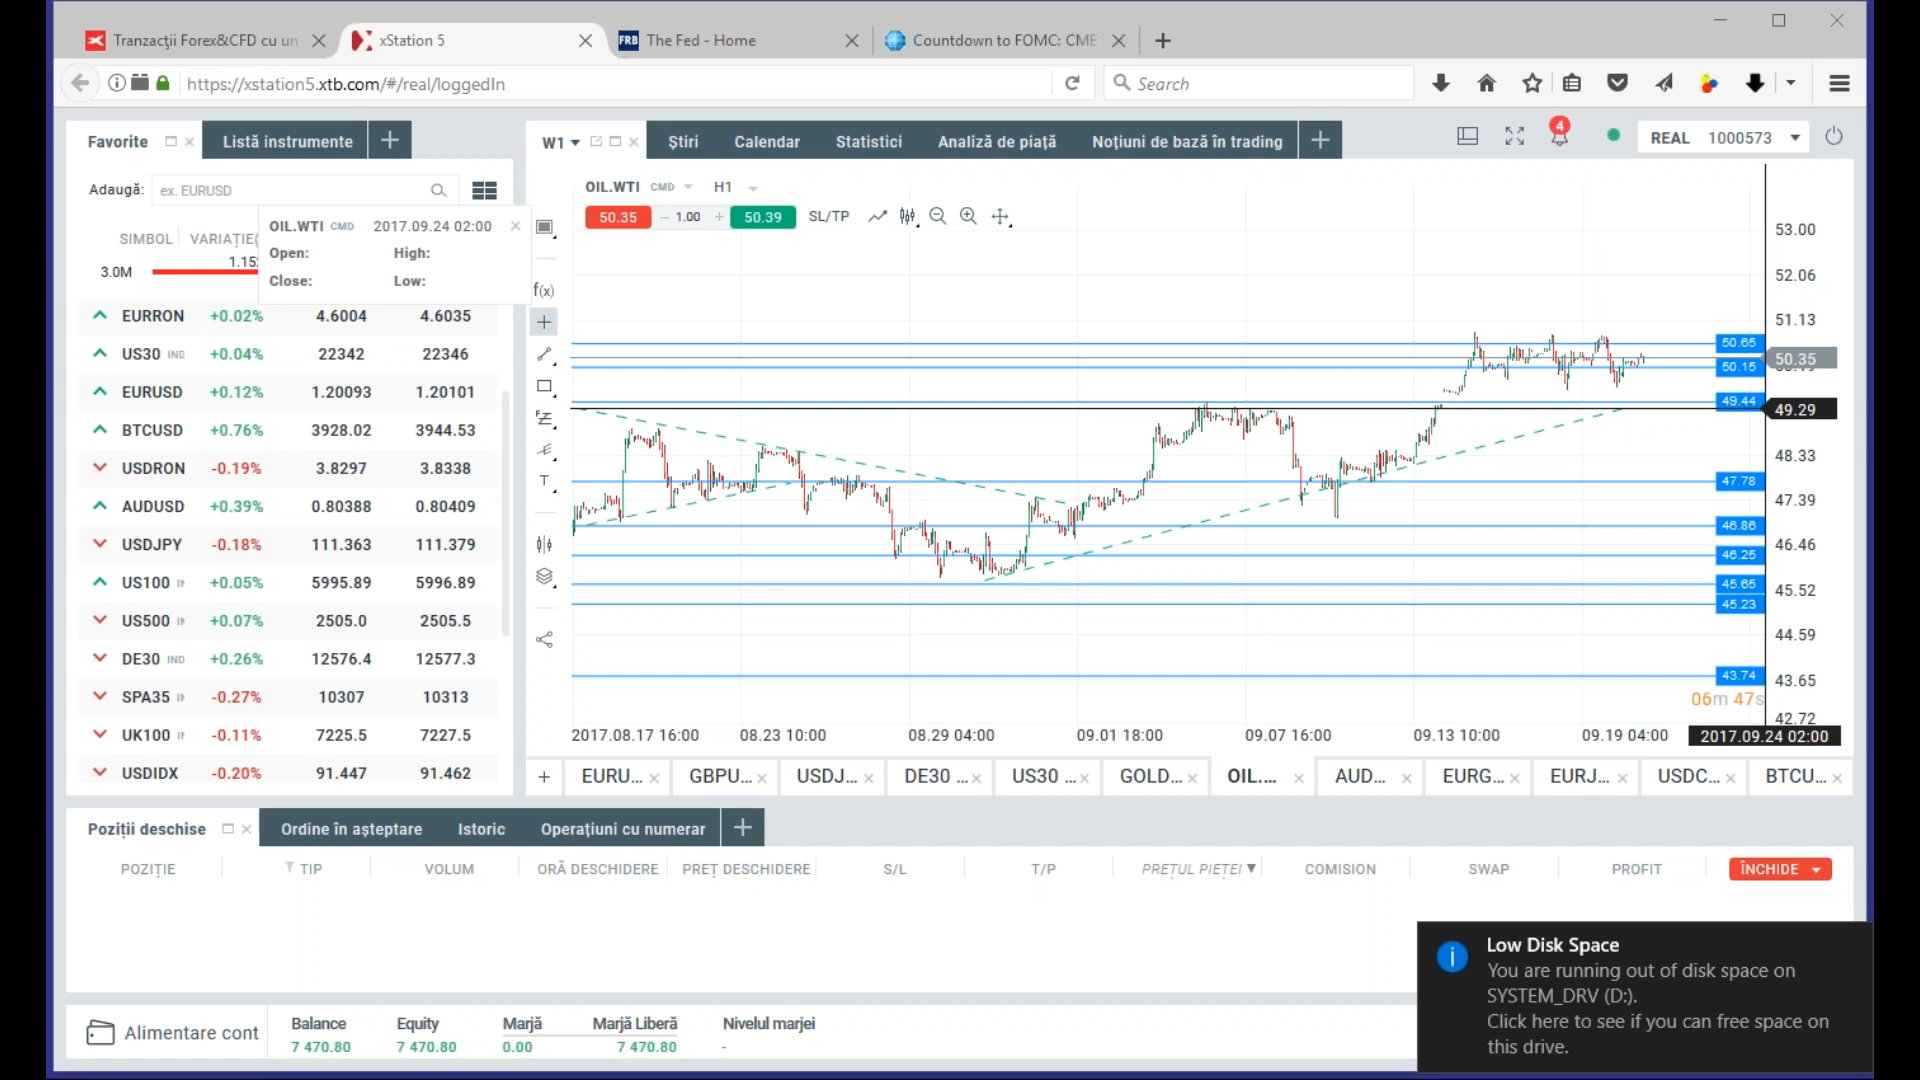 Tranzacţii Forex&CFD cu un
xStation 5
FRB The Fed - Home
Countdown to FOMC: CME
https://xstation5.xtb.com/#/real/loggedIn
Search
Favorite
Listă instrumente
W1
Știri
Calendar
Statistici
Analiză de piață
Noțiuni de bază în trading
4
REAL 1000573
Adaugă: ex. EURUSD
OIL.WTI CMD H1
50.35 1.00 50.39 SL/TP
OIL.WTI CMD 2017.09.24 02:00
Open: High:
Close: Low:
SIMBOL VARIAȚIE(
3.0M
EURRON +0.02% 4.6004 4.6035
US30 IND +0.04% 22342 22346
EURUSD +0.12% 1.20093 1.20101
BTCUSD +0.76% 3928.02 3944.53
USDRON -0.19% 3.8297 3.8338
AUDUSD +0.39% 0.80388 0.80409
USDJPY -0.18% 111.363 111.379
US100 +0.05% 5995.89 5996.89
US500 +0.07% 2505.0 2505.5
DE30 IND +0.26% 12576.4 12577.3
SPA35 -0.27% 10307 10313
UK100 -0.11% 7225.5 7227.5
USDIDX -0.20% 91.447 91.462
f(x)
T
53.00
52.06
51.13
50.65
50.35
50.15
49.44
49.29
48.33
47.78
47.39
46.86
46.46
46.25
45.65
45.52
45.23
44.59
43.74
43.65
06m 47s
42.72
2017.08.17 16:00 08.23 10:00 08.29 04:00 09.01 18:00 09.07 16:00 09.13 10:00 09.19 04:00 2017.09.24 02:00
EURU... GBPU... USDJ... DE30 ... US30 ... GOLD... OIL.... AUD... EURG... EURJ... USDC... BTCU...
Poziții deschise
Ordine în așteptare
Istoric
Operațiuni cu numerar
POZIȚIE TIP VOLUM ORĂ DESCHIDERE PREȚ DESCHIDERE S/L T/P PREȚUL PIEȚEI COMISION SWAP PROFIT ÎNCHIDE
Low Disk Space
You are running out of disk space on
SYSTEM_DRV (D:).
Click here to see if you can free space on
this drive.
Alimentare cont
Balance Equity Marjă Marjă Liberă Nivelul marjei
7 470.80 7 470.80 0.00 7 470.80 -